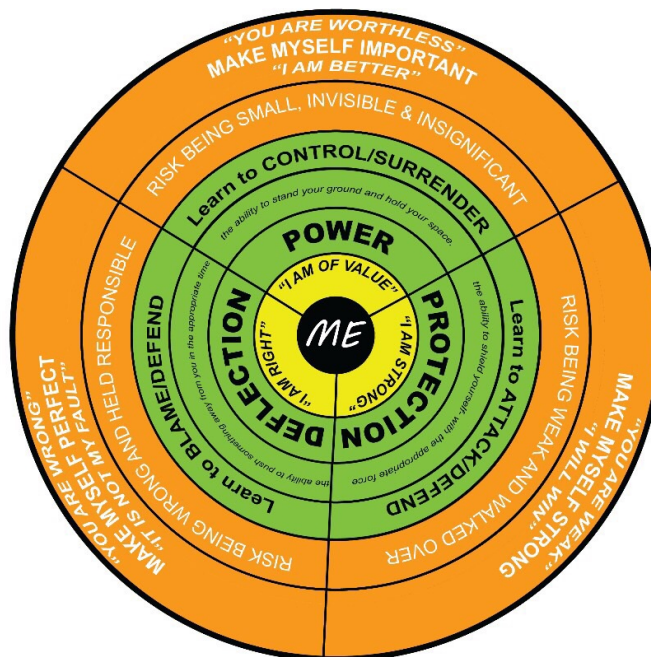 "YOU ARE WORTHLESS"
MAKE MYSELF IMPORTANT
"I AM BETTER"
RISK BEING SMALL, INVISIBLE & INSIGNIFICANT
Learn to CONTROL/SURRENDER
the ability to stand your ground and hold your space.
POWER
"I AM OF VALUE"
ME
"I AM STRONG"
PROTECTION
the ability to shield yourself- with the appropriate force
Learn to ATTACK/DEFEND
RISK BEING WEAK AND WALKED OVER
"I WILL WIN"
MAKE MYSELF STRONG
"YOU ARE WEAK"
"I AM RIGHT"
DEFLECTION
the ability to push something away from you in the appropriate time
Learn to BLAME/DEFEND
RISK BEING WRONG AND HELD RESPONSIBLE
"IT IS NOT MY FAULT"
MAKE MYSELF PERFECT
"YOU ARE WRONG"